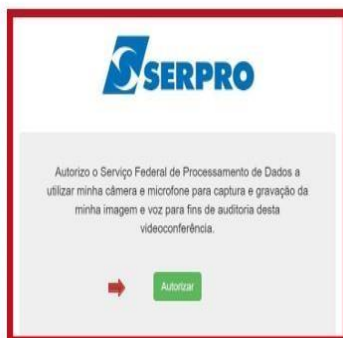 SERPRO
Autorizo o Serviço Federal de Processamento de Dados a
utilizar minha câmera e microfone para captura e gravação da
minha imagem e voz para fins de auditoria desta
videoconferência.
Autorizar